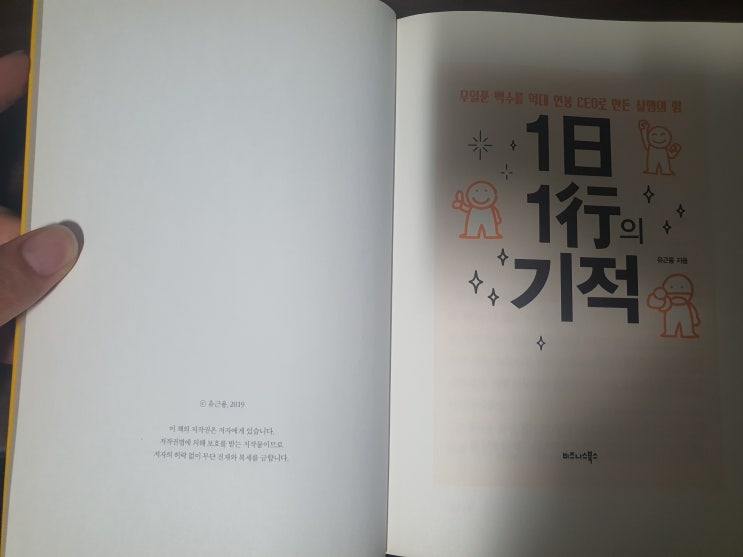 ⓒ 유근용, 2019
이 책의 저작권은 저자에게 있습니다.
저작권법에 의해 보호를 받는 저작물이므로
저자의 허락 없이 무단 전재와 복제를 금합니다.
무일푼 백수를 억대 연봉 CEO로 만든 실행의 힘
1日
1行의
기적
유근용 지음
비즈니스북스